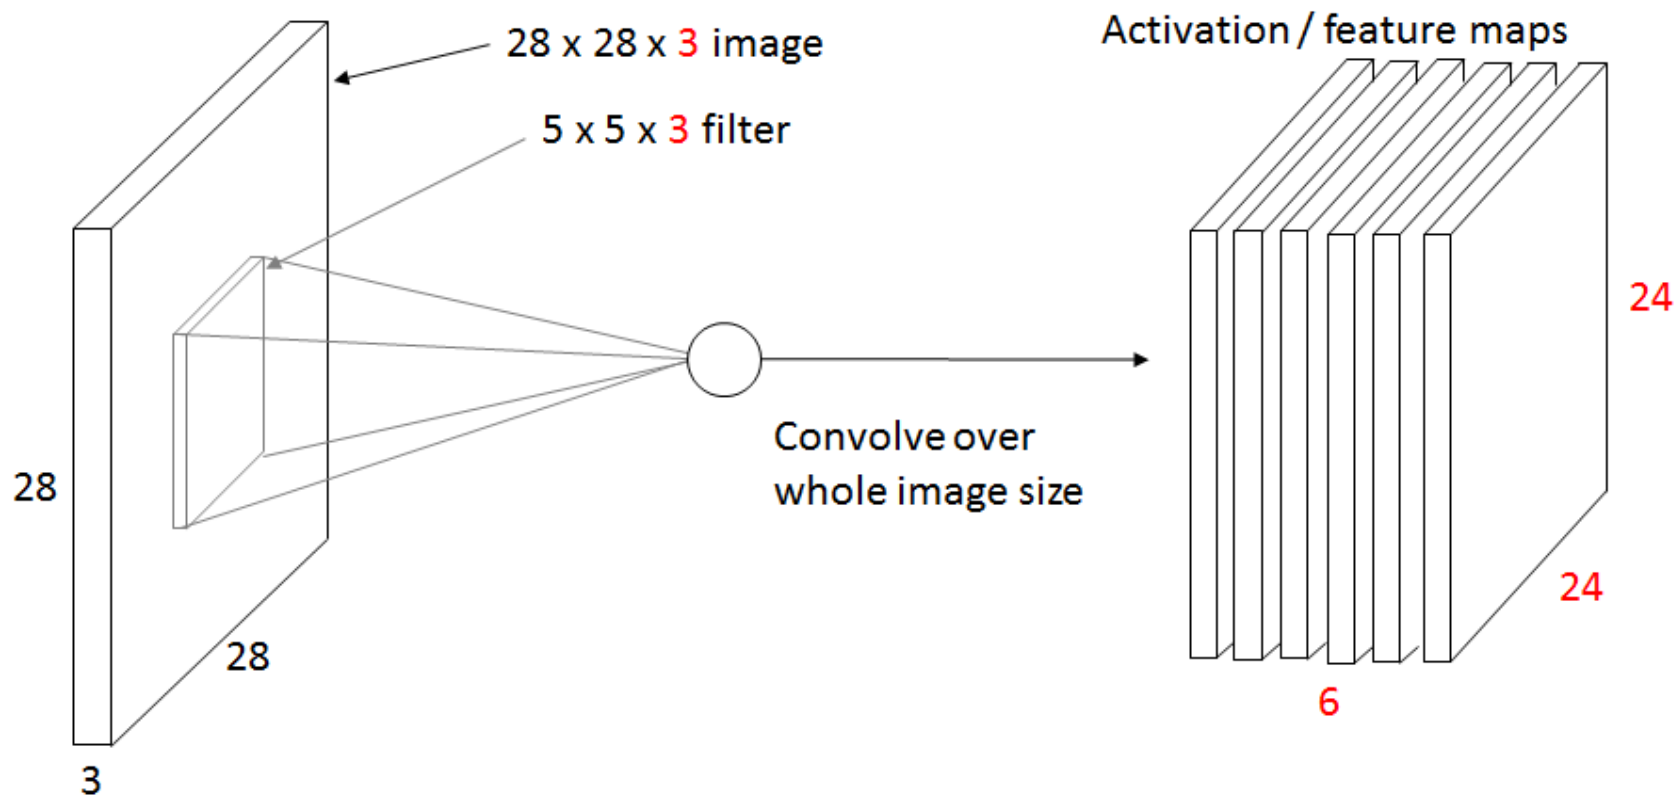 28 x 28 x 3 image
5 x 5 x 3 filter
28
28
3
Convolve over
whole image size
Activation / feature maps
24
24
6